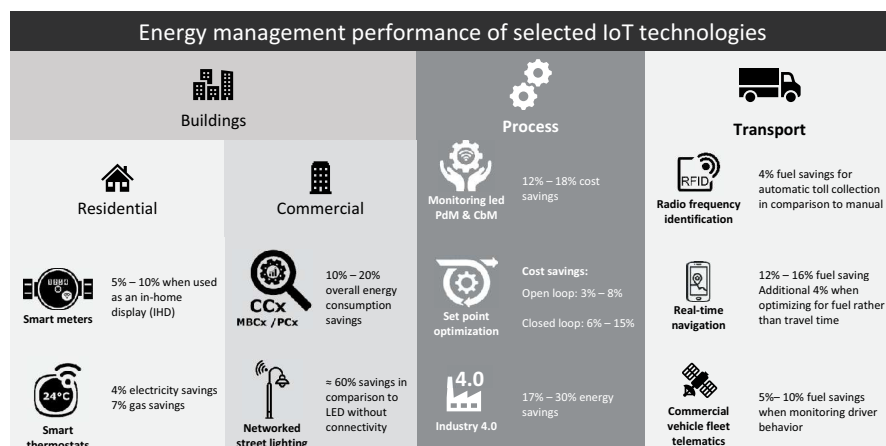 Energy management performance of selected IoT technologies
Buildings
Process
Transport
Residential
Commercial
Smart meters
5% – 10% when used
as an in-home
display (IHD)
24°C
Smart
thermostats
4% electricity savings
7% gas savings
CCx
MBCx /PCx
10% – 20%
overall energy
consumption
savings
Networked
street lighting
≈ 60% savings in
comparison to
LED without
connectivity
Monitoring led
PdM & CbM
12% – 18% cost
savings
Set point
optimization
Cost savings:
Open loop: 3% – 8%
Closed loop: 6% – 15%
4.0
Industry 4.0
17% – 30% energy
savings
RFID
Radio frequency
identification
4% fuel savings for
automatic toll collection
in comparison to manual
Real-time
navigation
12% – 16% fuel saving
Additional 4% when
optimizing for fuel rather
than travel time
Commercial
vehicle fleet
telematics
5%– 10% fuel savings
when monitoring driver
behavior